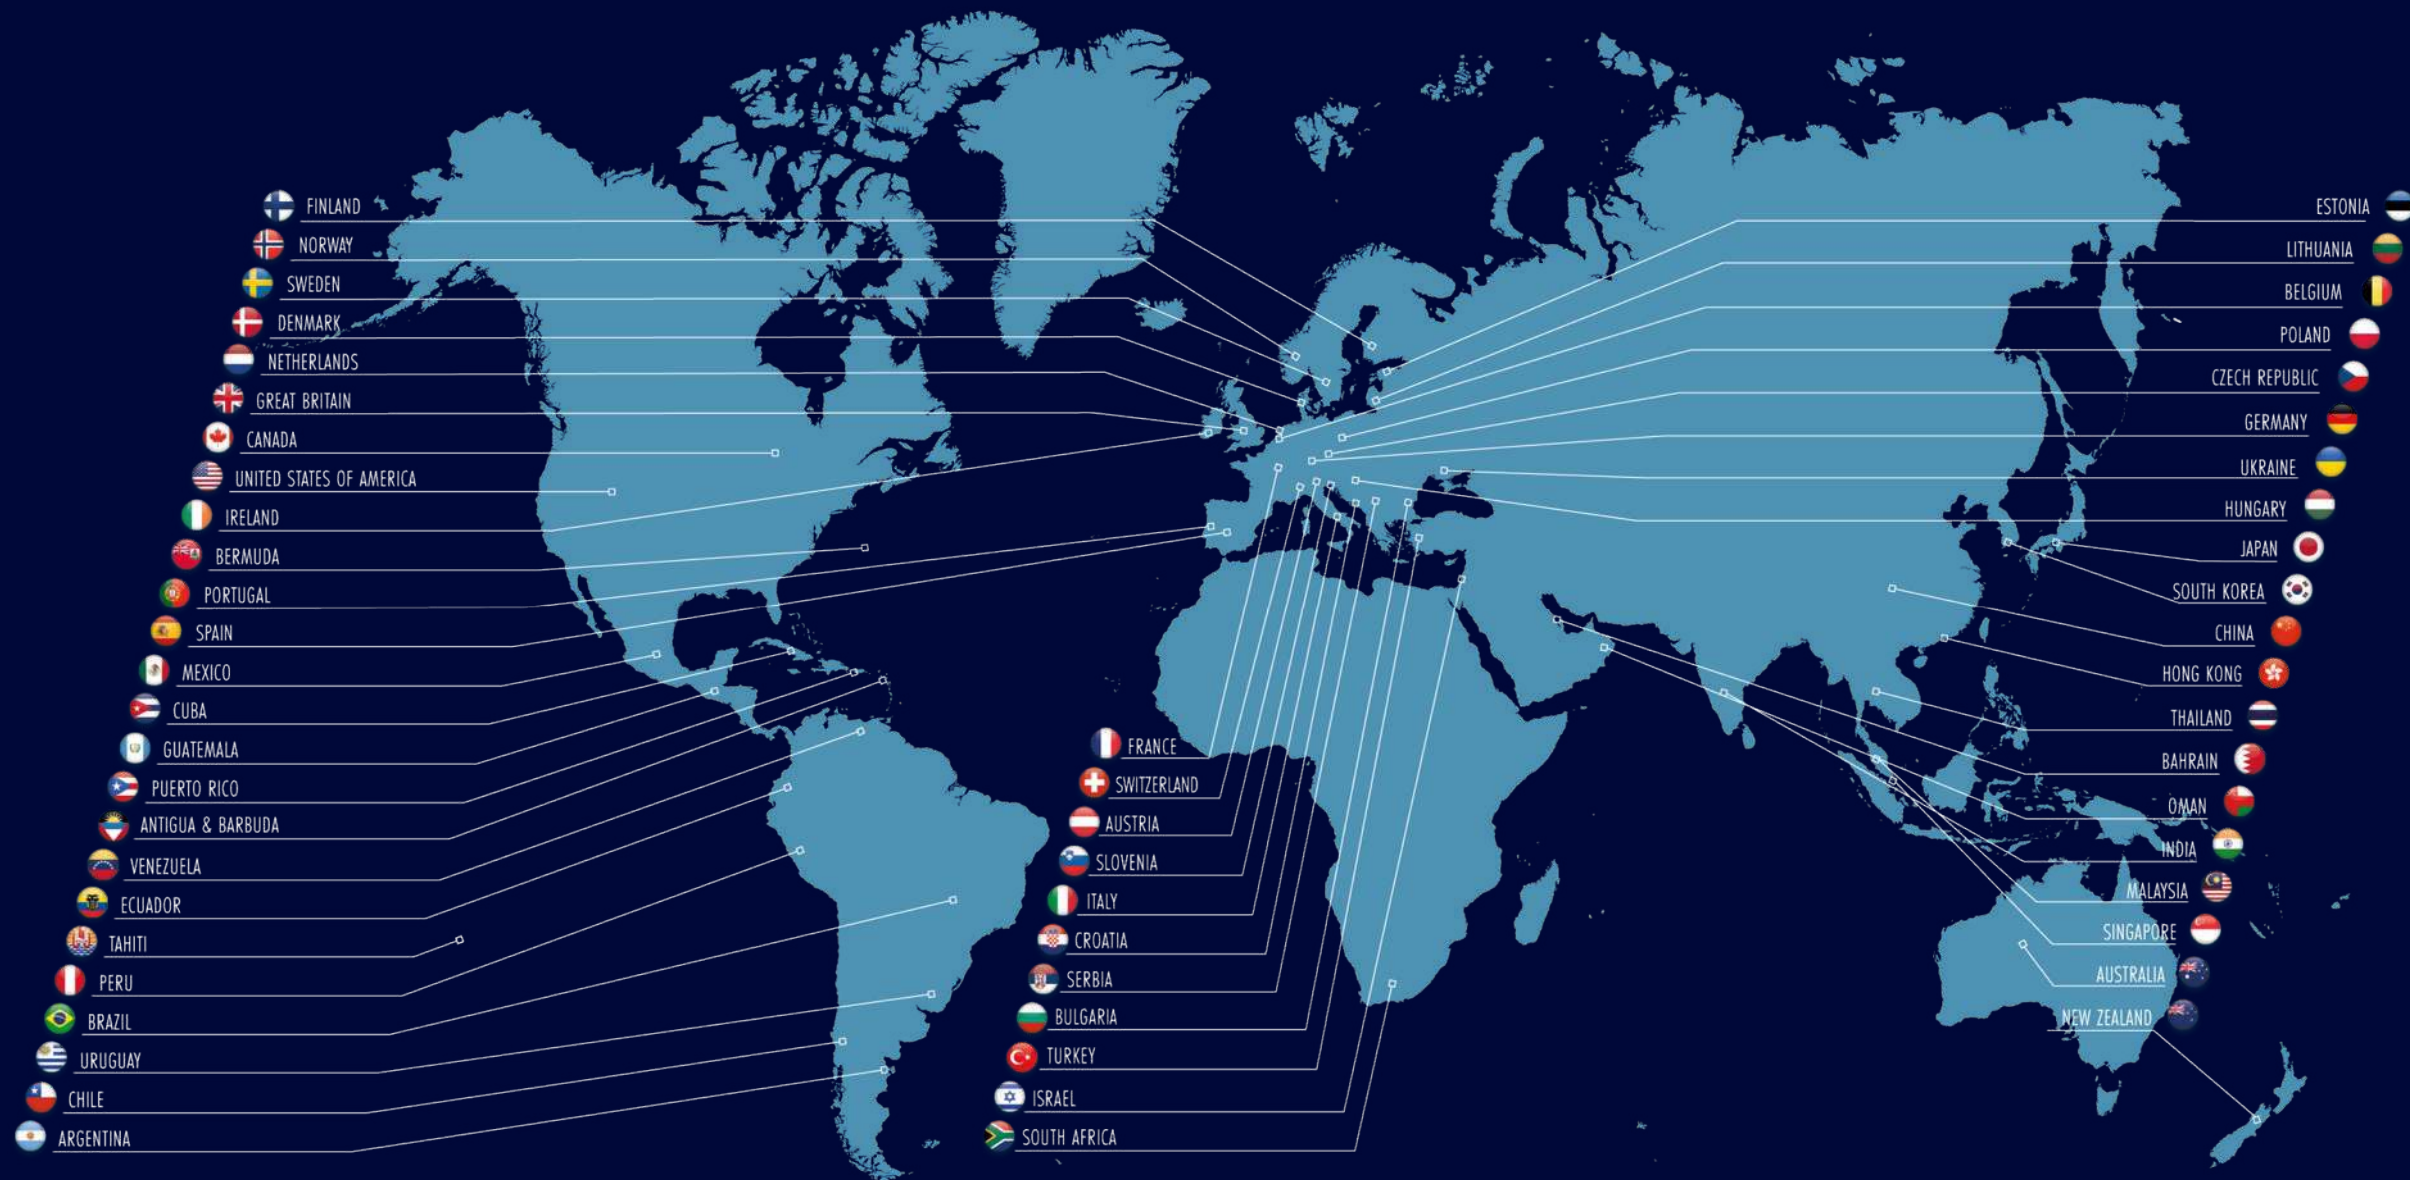 FINLAND
NORWAY
SWEDEN
DENMARK
NETHERLANDS
GREAT BRITAIN
CANADA
UNITED STATES OF AMERICA
IRELAND
BERMUDA
PORTUGAL
SPAIN
MEXICO
CUBA
GUATEMALA
PUERTO RICO
ANTIGUA & BARBUDA
VENEZUELA
ECUADOR
TAHITI
PERU
BRAZIL
URUGUAY
CHILE
ARGENTINA
FRANCE
SWITZERLAND
AUSTRIA
SLOVENIA
ITALY
CROATIA
SERBIA
BULGARIA
TURKEY
ISRAEL
SOUTH AFRICA
ESTONIA
LITHUANIA
BELGIUM
POLAND
CZECH REPUBLIC
GERMANY
UKRAINE
HUNGARY
JAPAN
SOUTH KOREA
CHINA
HONG KONG
THAILAND
BAHRAIN
OMAN
INDIA
MALAYSIA
SINGAPORE
AUSTRALIA
NEW ZEALAND